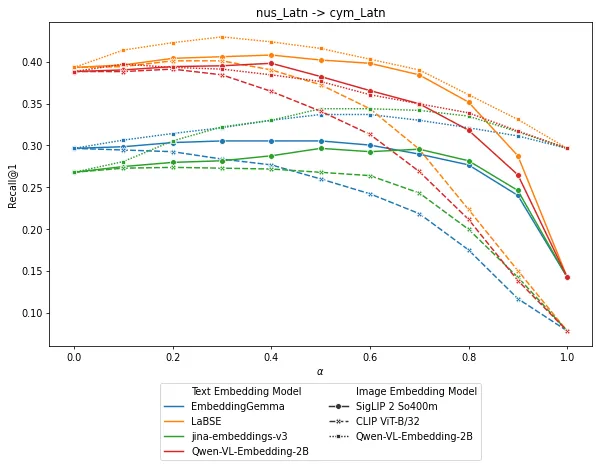 nus_Latn -> cym_Latn
Recall@1
0.40
0.35
0.30
0.25
0.20
0.15
0.10
0.0
0.2
0.4
0.6
0.8
1.0
α
Text Embedding Model
EmbeddingGemma
LaBSE
jina-embeddings-v3
Qwen-VL-Embedding-2B
Image Embedding Model
SigLIP 2 So400m
CLIP ViT-B/32
Qwen-VL-Embedding-2B